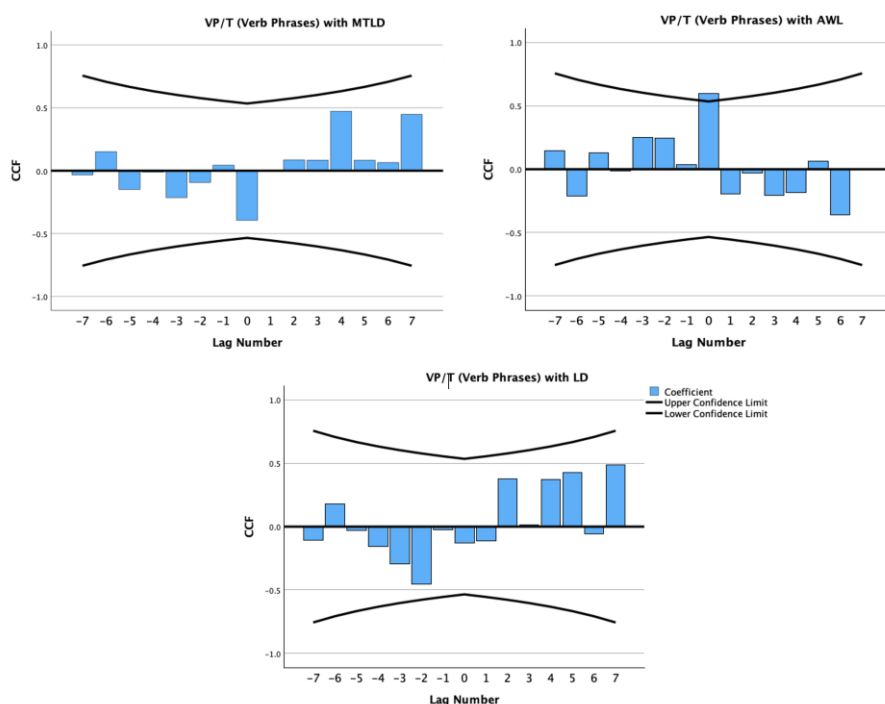 VP/T (Verb Phrases) with MTLD
1.0
0.5
0.0
-0.5
-1.0
CCF
-7 -6 -5 -4 -3 -2 -1 0 1 2 3 4 5 6 7
Lag Number
VP/T (Verb Phrases) with AWL
1.0
0.5
0.0
-0.5
-1.0
CCF
-7 -6 -5 -4 -3 -2 -1 0 1 2 3 4 5 6 7
Lag Number
VP/T (Verb Phrases) with LD
1.0
0.5
0.0
-0.5
-1.0
CCF
-7 -6 -5 -4 -3 -2 -1 0 1 2 3 4 5 6 7
Lag Number
Coefficient
Upper Confidence Limit
Lower Confidence Limit